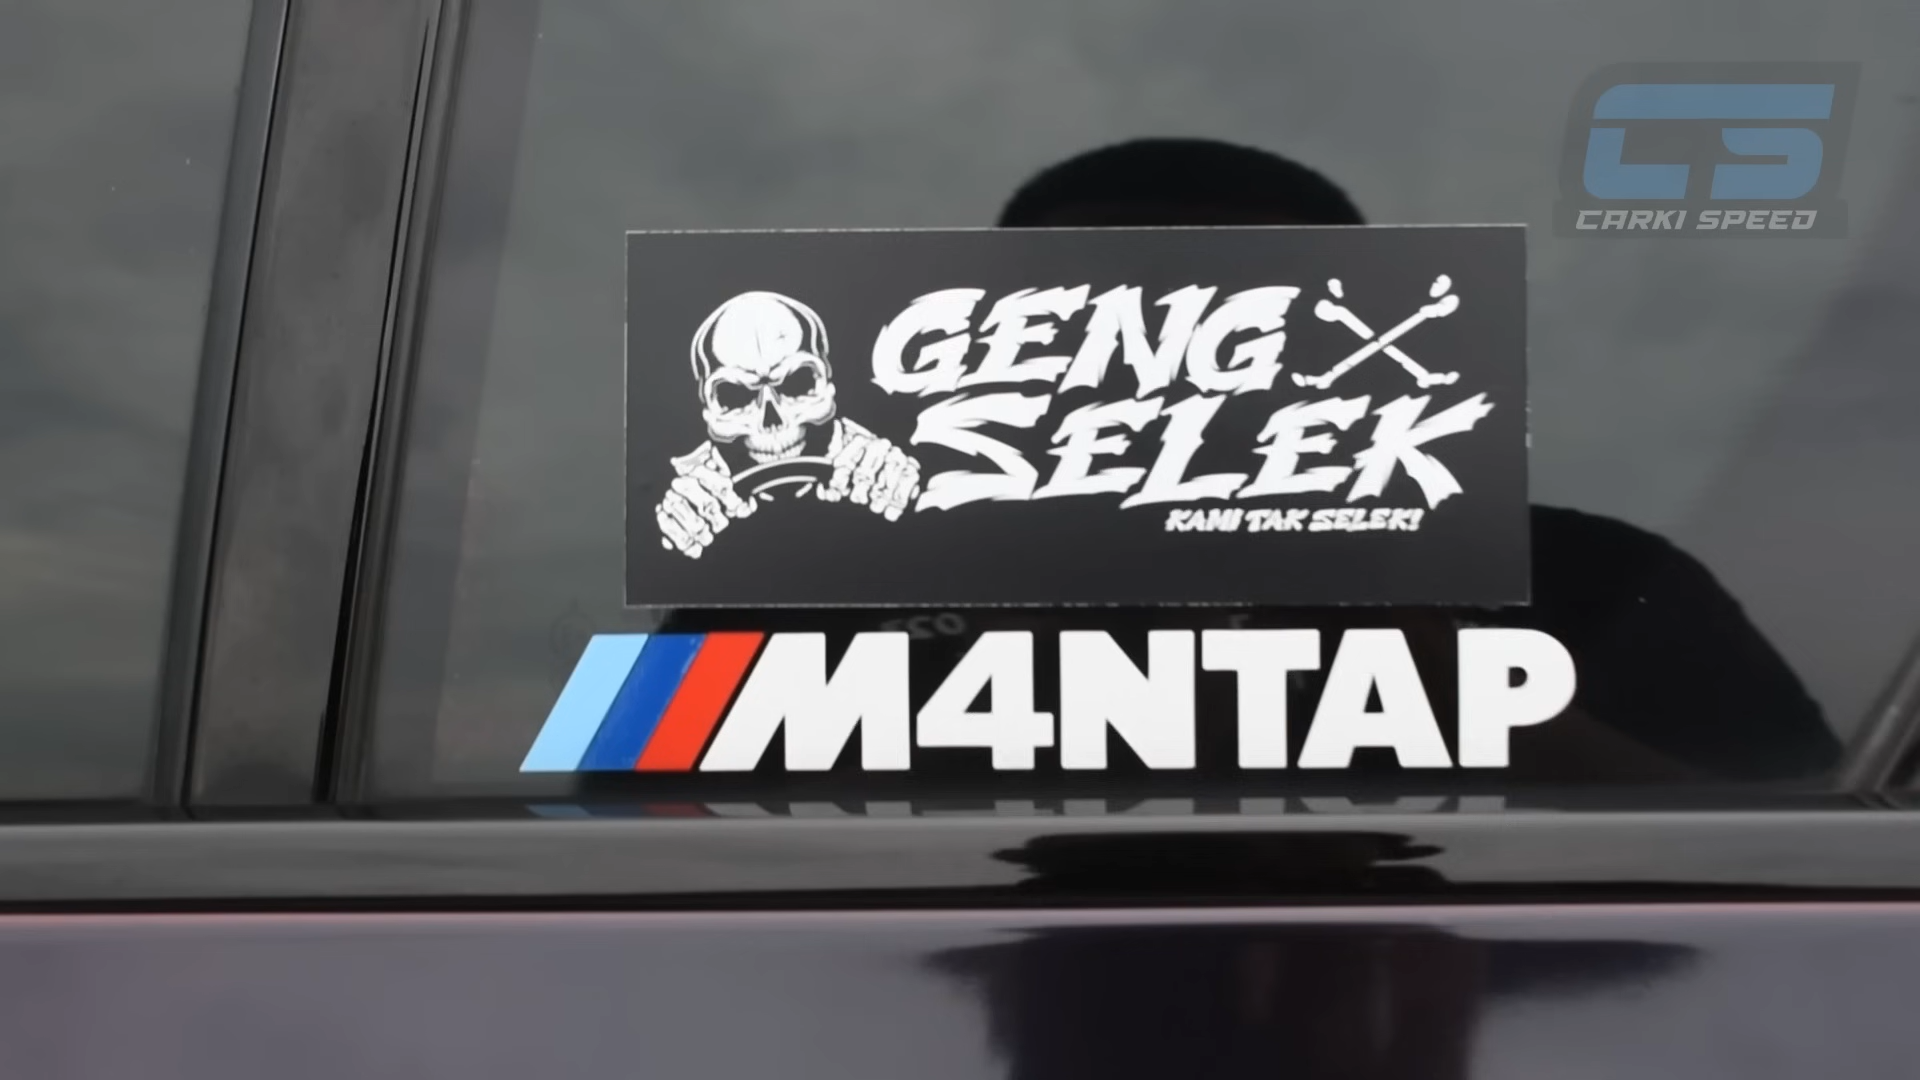 CS
CARKI SPEED
GENG
SELEK
KAMI TAK SELEK!
M4NTAP